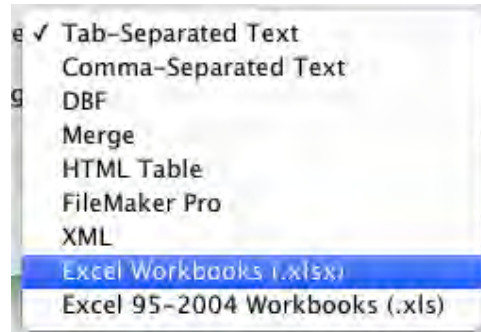 e ✓ Tab-Separated Text
Comma-Separated Text
g DBF
Merge
HTML Table
FileMaker Pro
XML
Excel Workbooks (.xlsx)
Excel 95-2004 Workbooks (.xls)